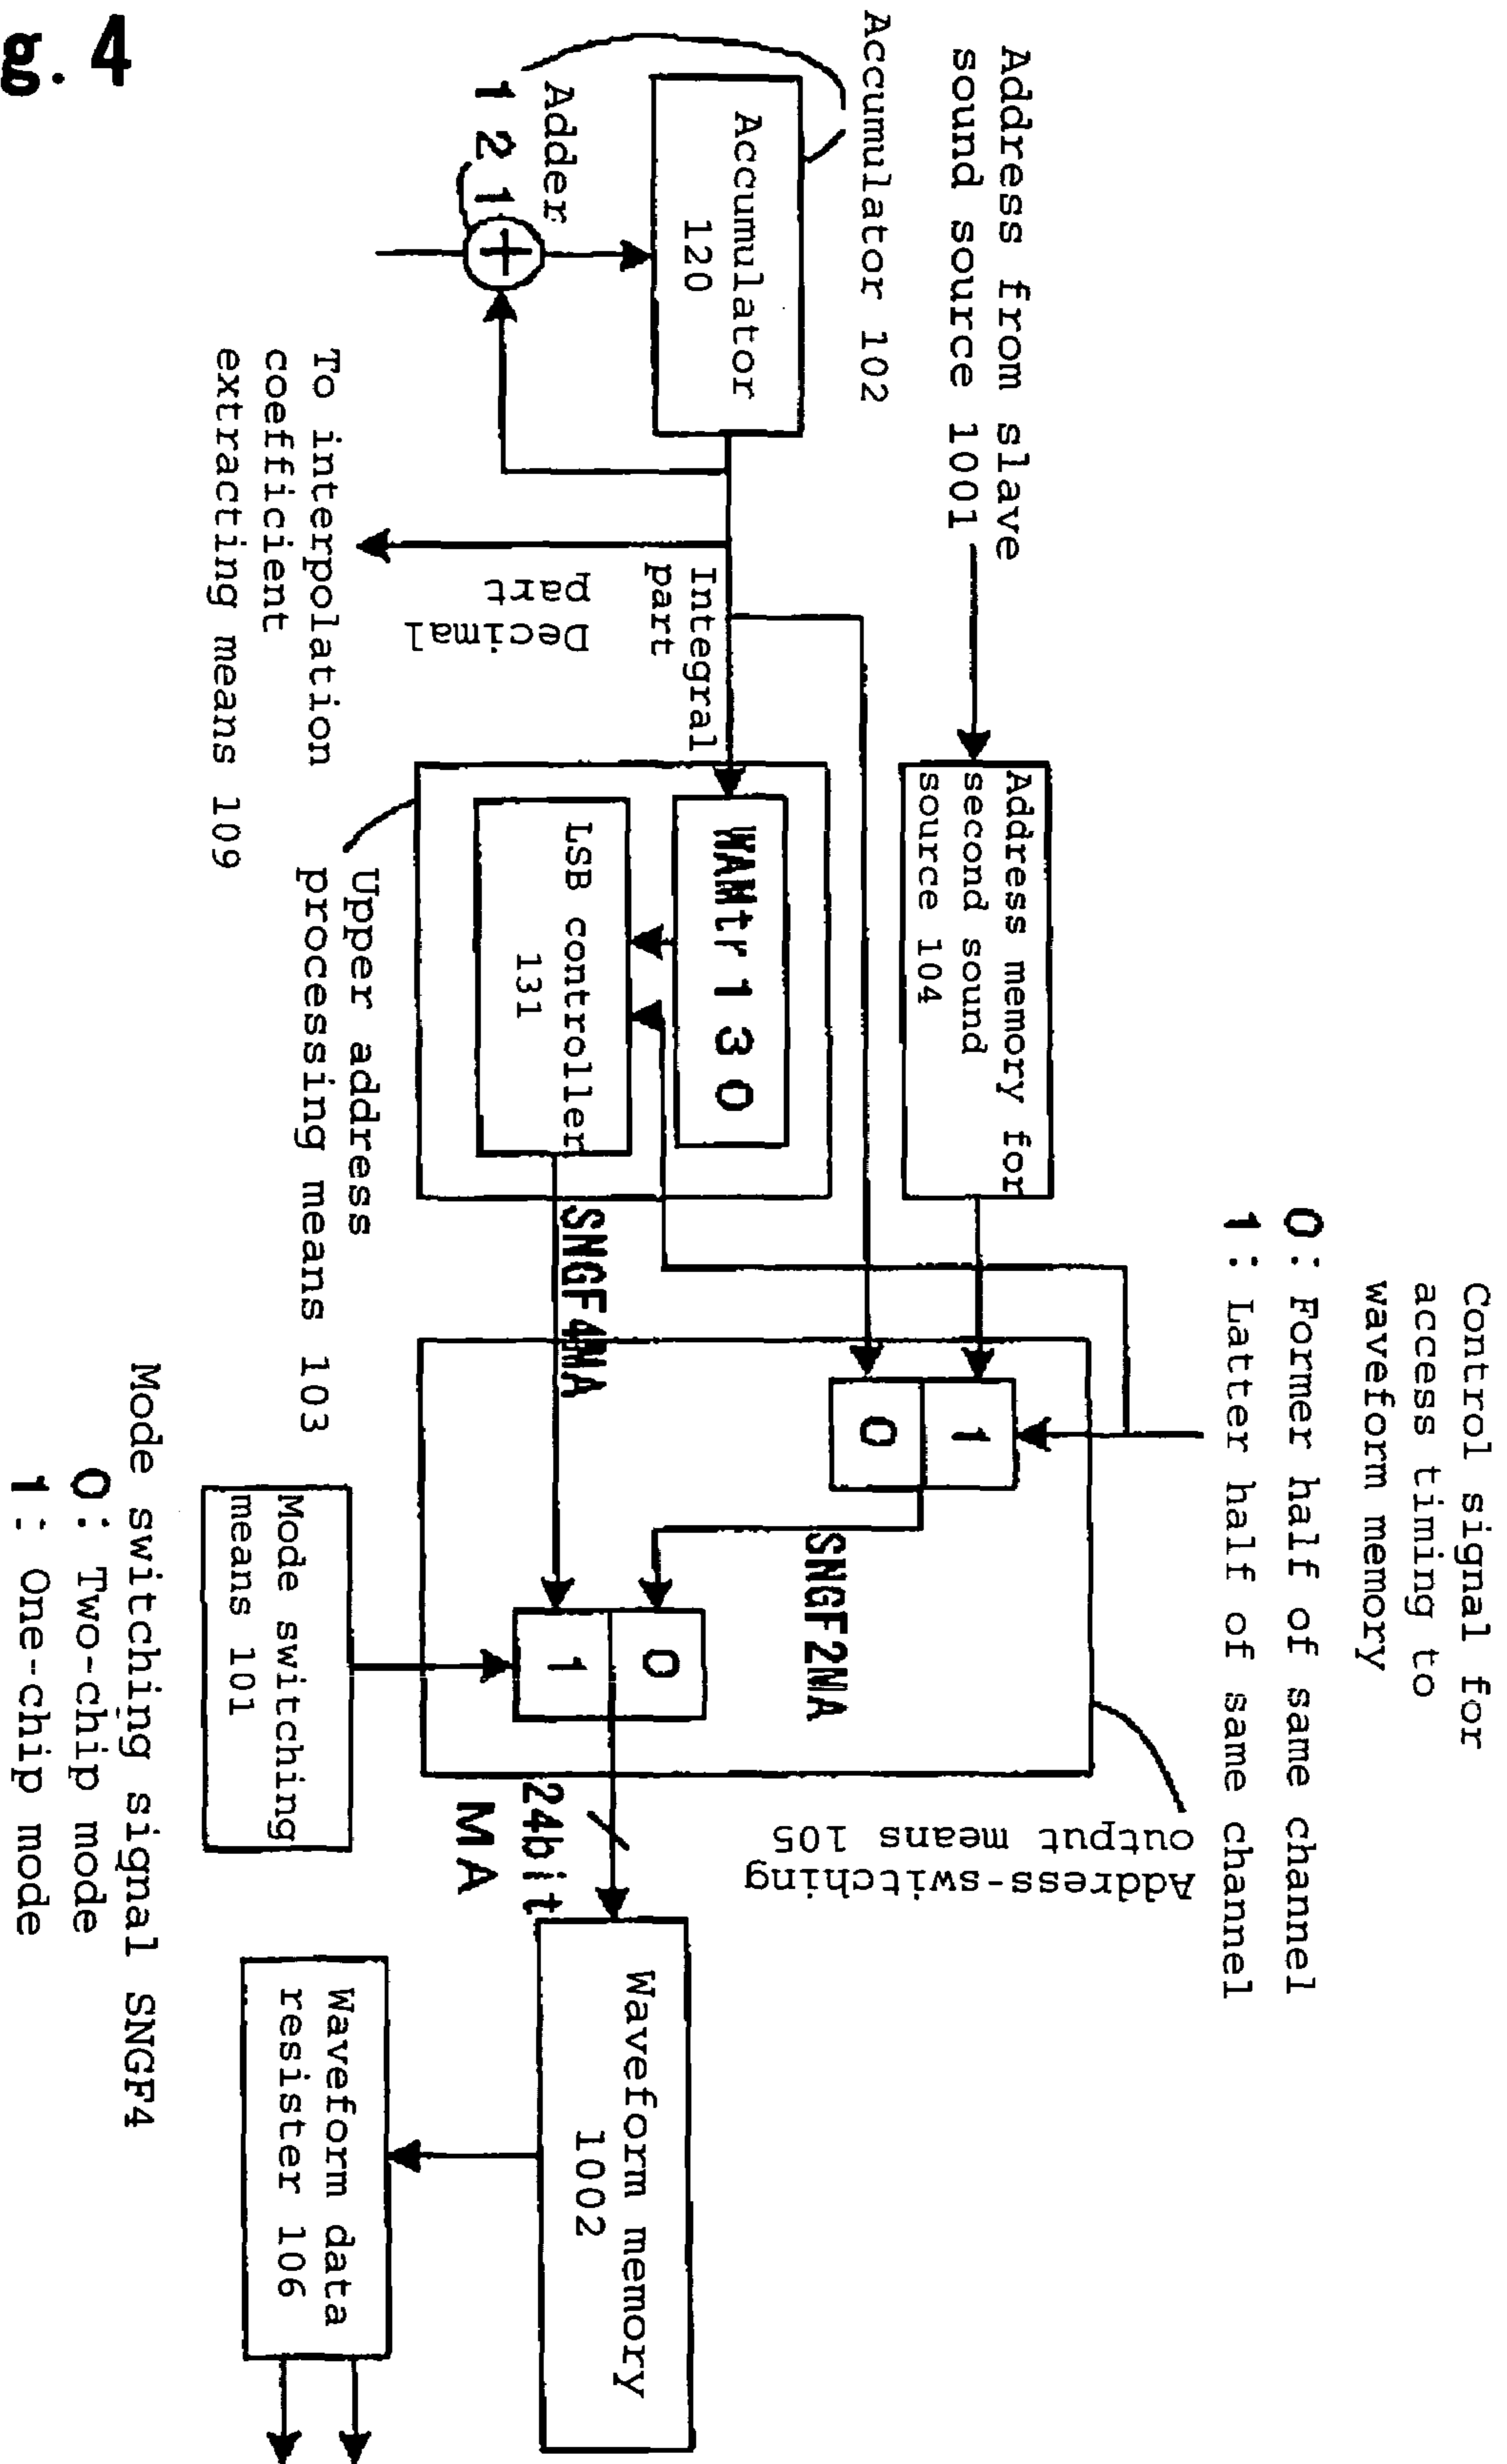 g. 4
Control signal for
access timing to
waveform memory
0: Former half of same channel
1: Latter half of same channel
Address from slave
sound source 1001
Address memory for
second sound
source 104
Accumulator 102
Accumulator
120
Adder
121
+
Integral
part
Decimal
part
To interpolation
coefficient
extracting means 109
WAMtr 130
LSB controller
131
Upper address
processing means 103
SNGF4MA
1
0
SNGF2MA
0
1
Address-switching
output means 105
Mode switching
means 101
Mode switching signal SNGF4
0: Two-chip mode
1: One-chip mode
24bit
MA
Waveform memory
1002
Waveform data
resister 106